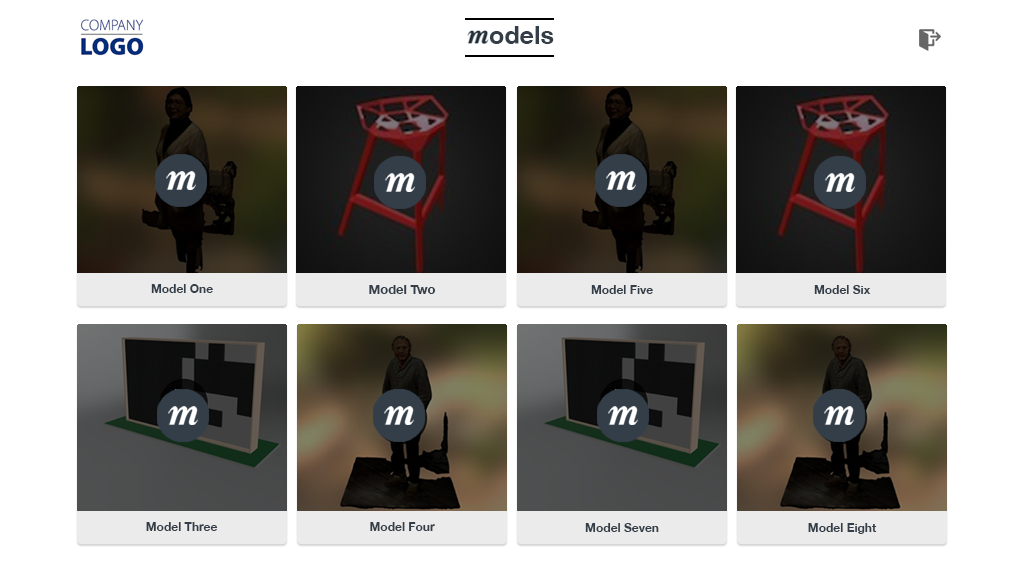 COMPANY
LOGO
models
m
m
m
m
Model One
Model Two
Model Five
Model Six
m
m
m
m
Model Three
Model Four
Model Seven
Model Eight